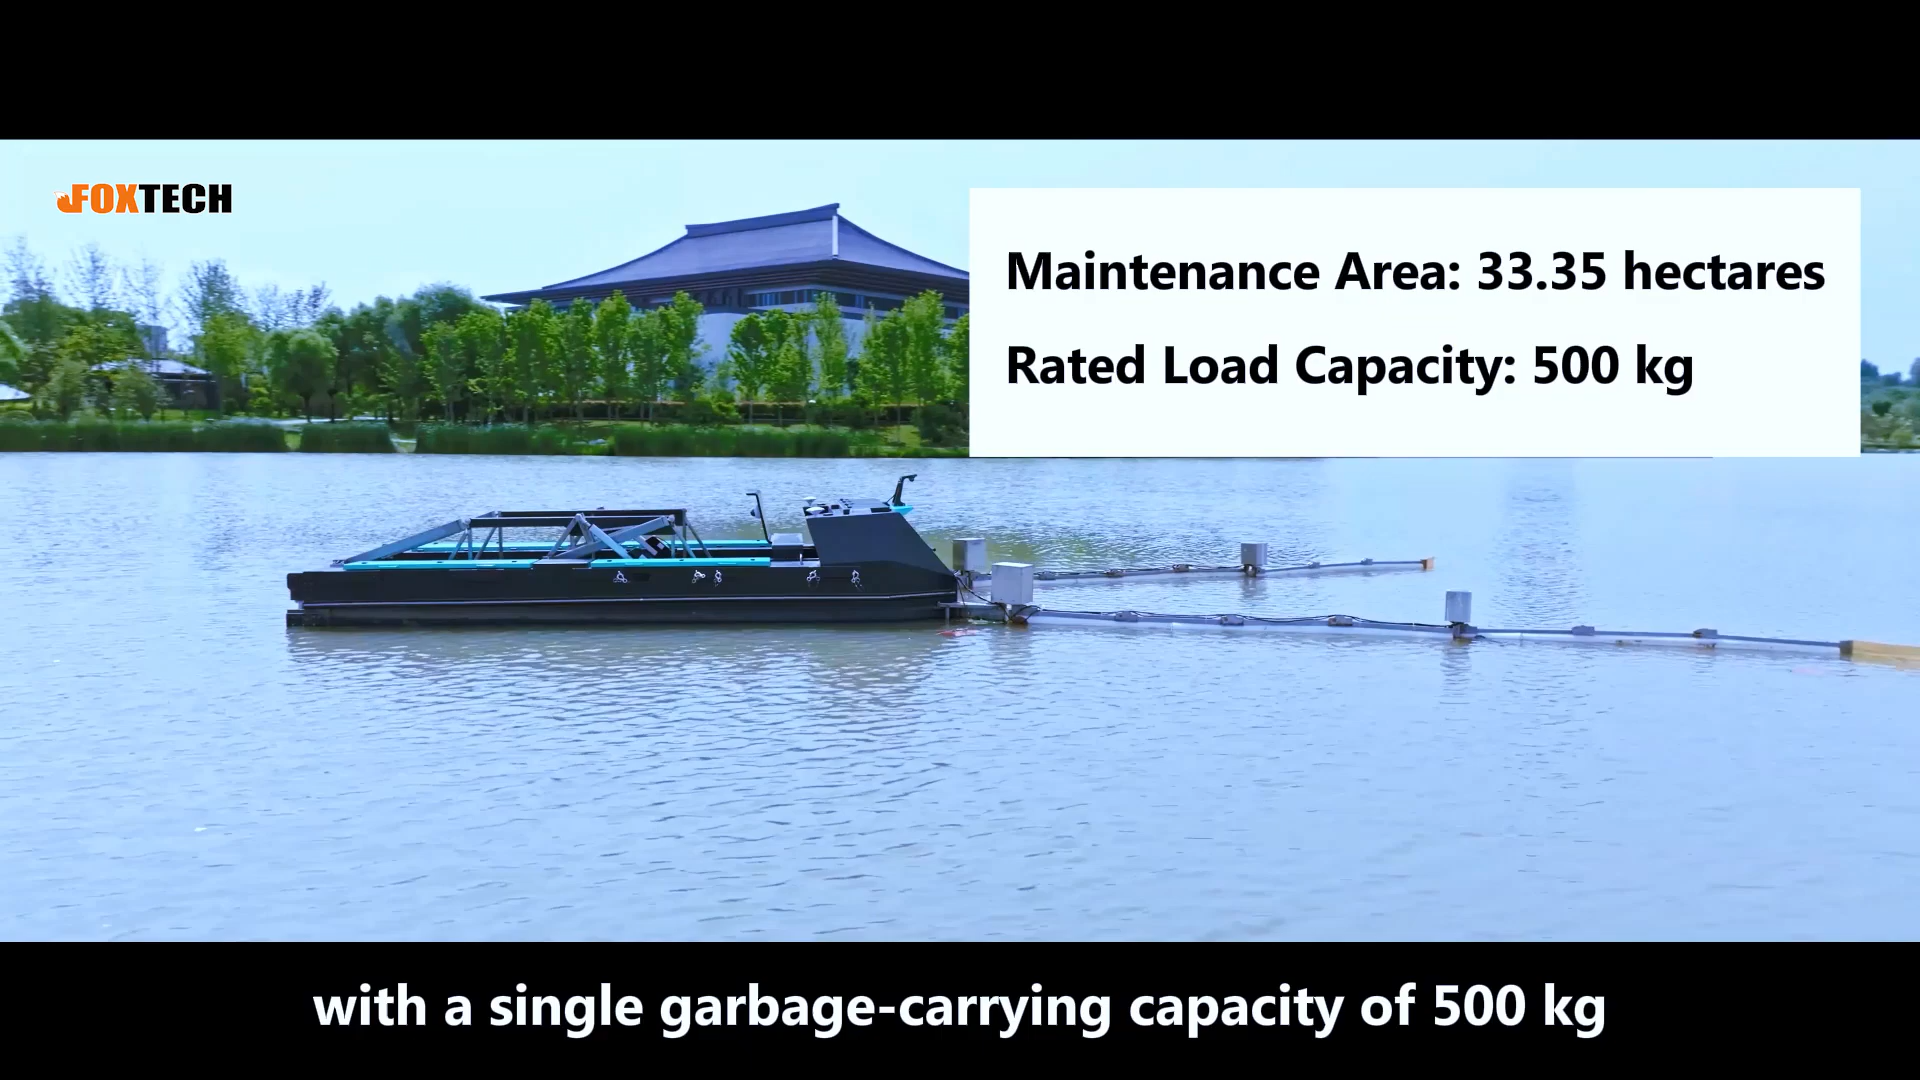 FOXTECH
Maintenance Area: 33.35 hectares
Rated Load Capacity: 500 kg
with a single garbage-carrying capacity of 500 kg